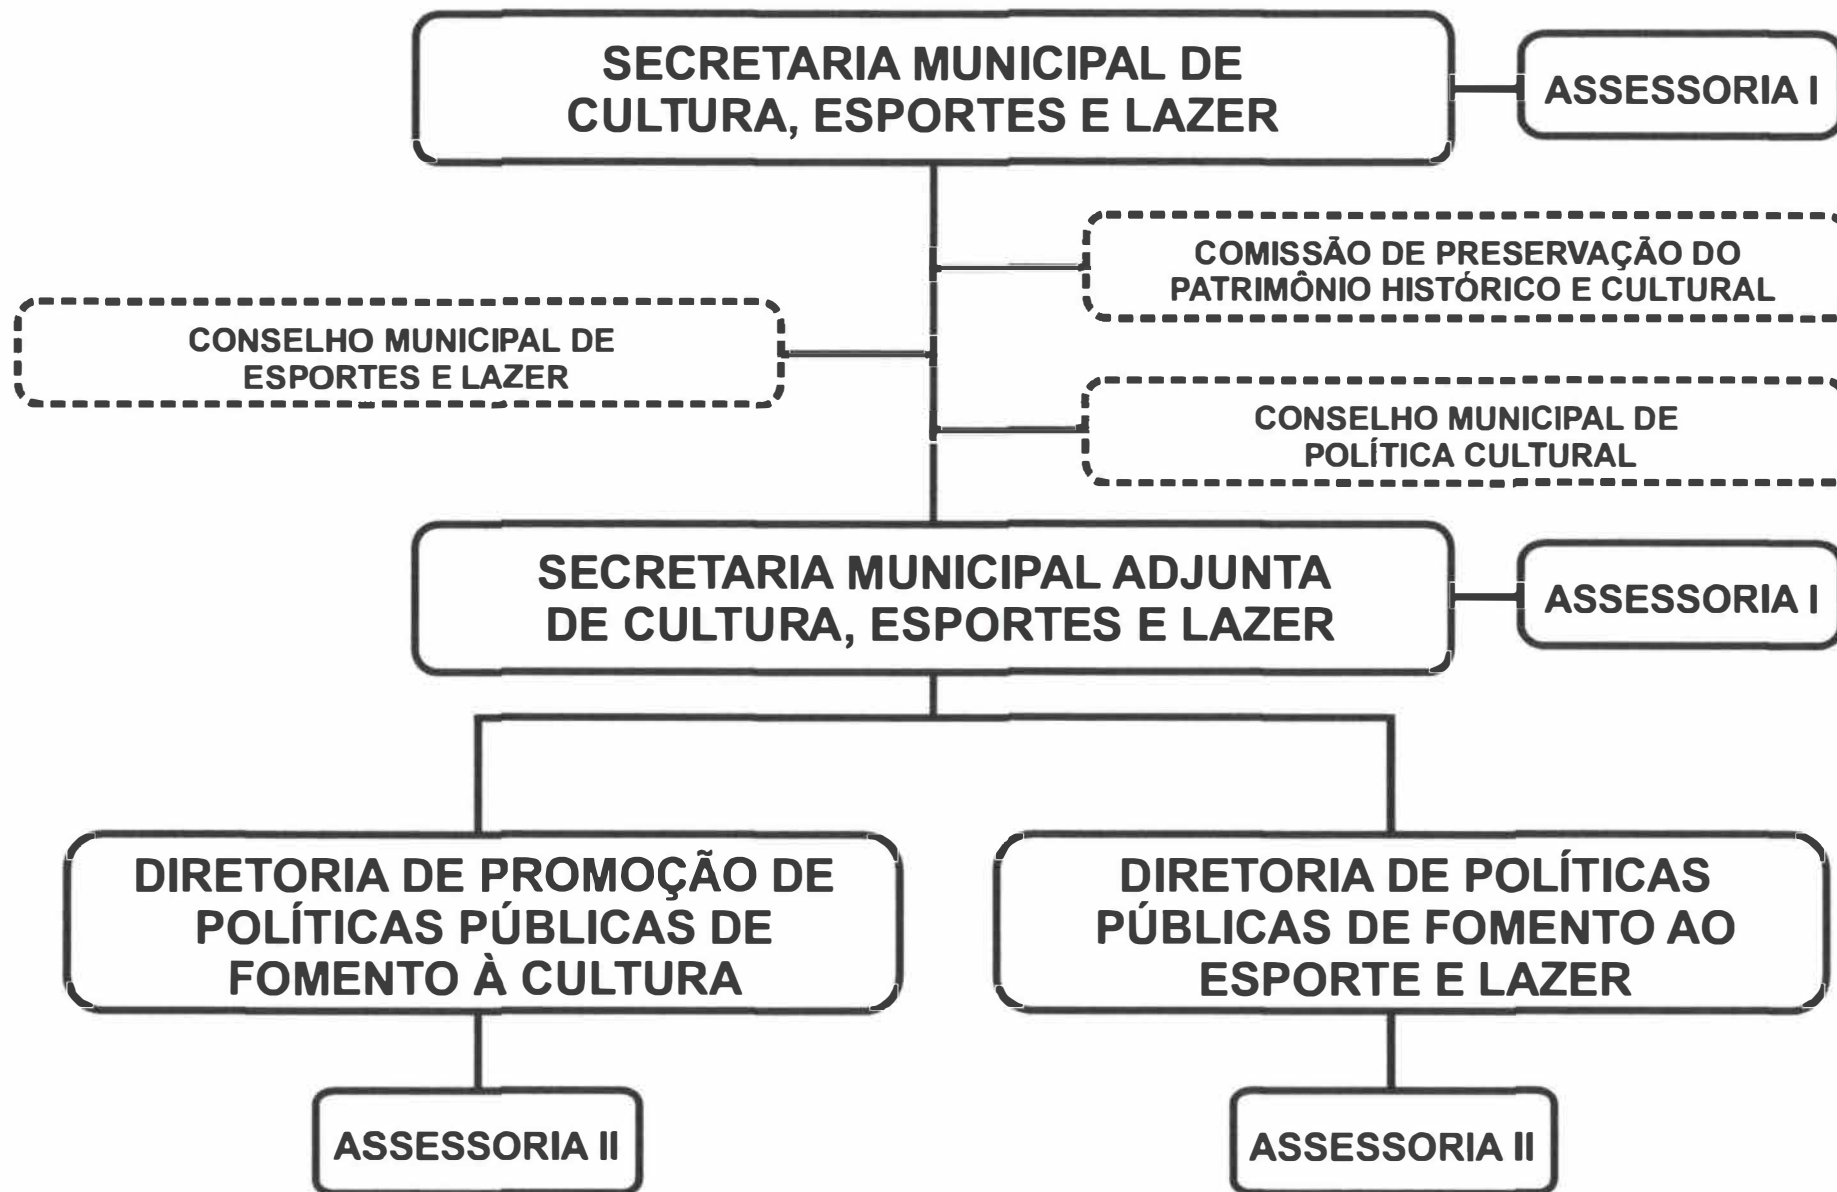 SECRETARIA MUNICIPAL DE
CULTURA, ESPORTES E LAZER
ASSESSORIA I
COMISSÃO DE PRESERVAÇÃO DO
PATRIMÔNIO HISTÓRICO E CULTURAL
CONSELHO MUNICIPAL DE
ESPORTES E LAZER
CONSELHO MUNICIPAL DE
POLÍTICA CULTURAL
SECRETARIA MUNICIPAL ADJUNTA
DE CULTURA, ESPORTES E LAZER
ASSESSORIA I
DIRETORIA DE PROMOÇÃO DE
POLÍTICAS PÚBLICAS DE
FOMENTO À CULTURA
DIRETORIA DE POLÍTICAS
PÚBLICAS DE FOMENTO AO
ESPORTE E LAZER
ASSESSORIA II
ASSESSORIA II